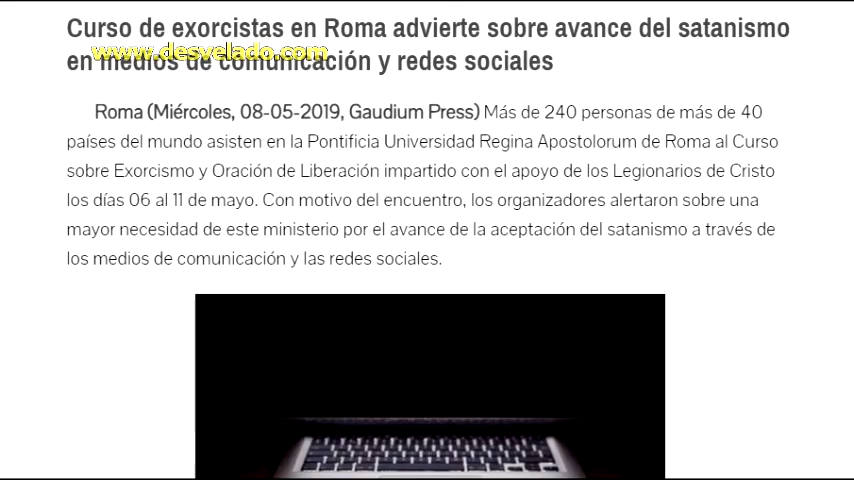 Curso de exorcistas en Roma advierte sobre avance del satanismo
www.desvelado.com
en medios de comunicación y redes sociales
Roma (Miércoles, 08-05-2019, Gaudium Press) Más de 240 personas de más de 40
países del mundo asisten en la Pontificia Universidad Regina Apostolorum de Roma al Curso
sobre Exorcismo y Oración de Liberación impartido con el apoyo de los Legionarios de Cristo
los días 06 al 11 de mayo. Con motivo del encuentro, los organizadores alertaron sobre una
mayor necesidad de este ministerio por el avance de la aceptación del satanismo a través de
los medios de comunicación y las redes sociales.